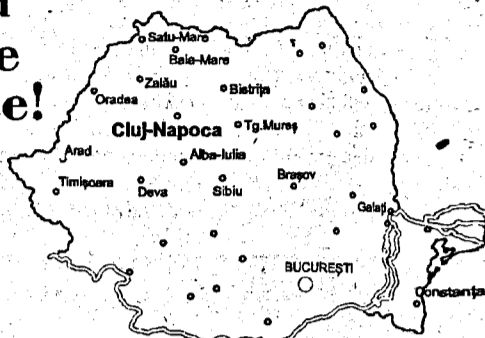 e
e!
Satu-Mare
Baia-Mare
Zalău
Oradea
Bistrița
Cluj-Napoca
Tg.Mureș
Arad
Alba-Iulia
Timișoara
Deva
Sibiu
Brașov
Galați
BUCUREȘTI
Constanța